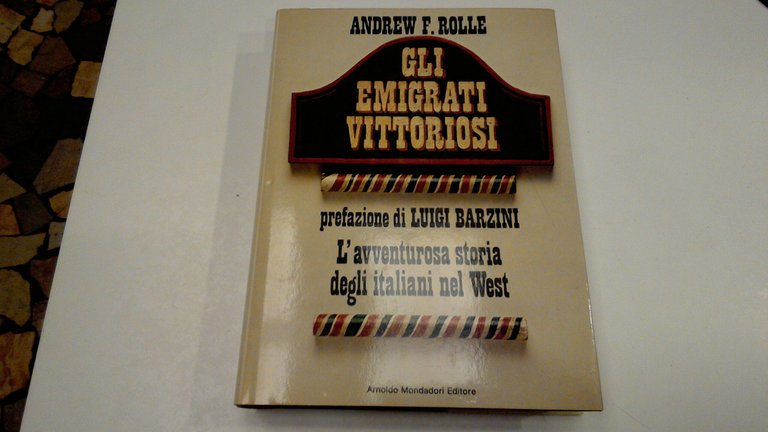 ANDREW F. ROLLE
GLI
EMIGRATI
VITTORIOSI
prefazione di LUIGI BARZINI
L'avventurosa storia
degli italiani nel West
Arnoldo Mondadori Editore